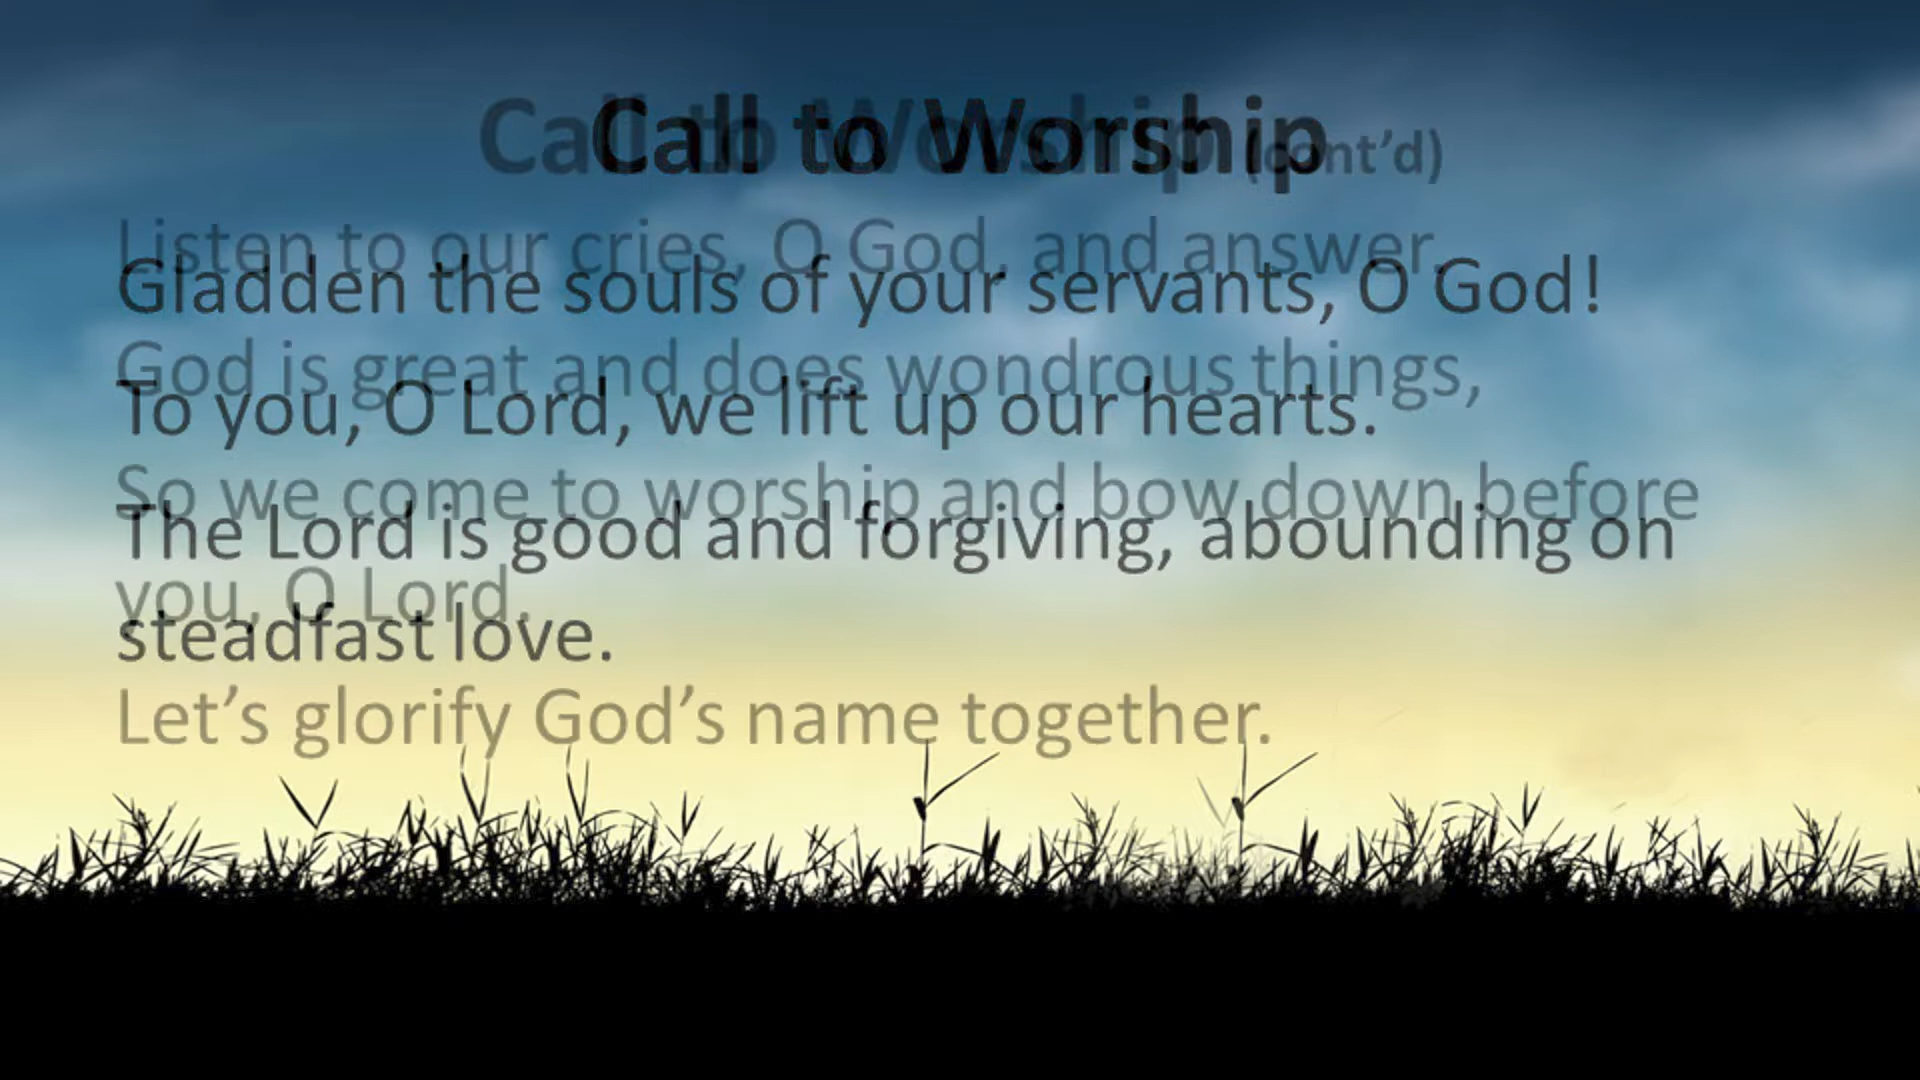 Call to Worship
Gladden the souls of your servants, O God!
To you, O Lord, we lift up our hearts.
The Lord is good and forgiving, abounding on
steadfast love.
Call to Worship (cont’d)
Listen to our cries, O God, and answer.
God is great and does wondrous things,
So we come to worship and bow down before
you, O Lord.
Let’s glorify God’s name together.